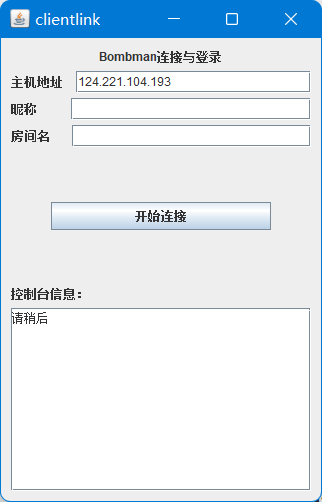 clientlink
Bombman连接与登录
主机地址 124.221.104.193
昵称
房间名
开始连接
控制台信息：
请稍后